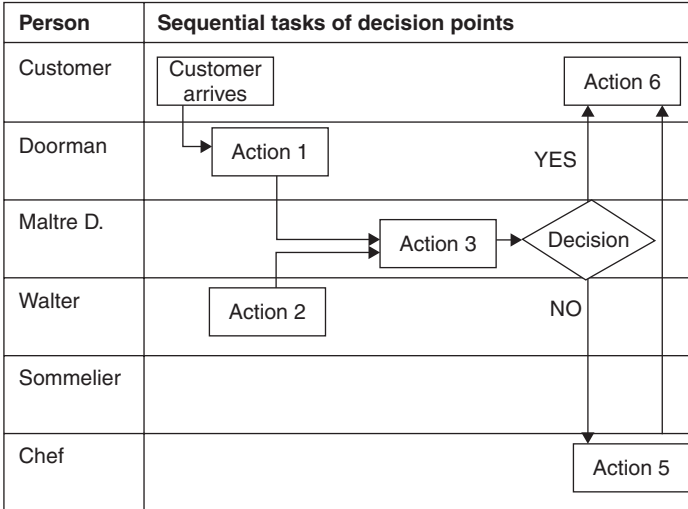 Person Sequential tasks of decision points
Customer
Customer
arrives
Action 6
Doorman
Action 1
YES
Maltre D.
Action 3
Decision
Walter
Action 2
NO
Sommelier
Chef
Action 5